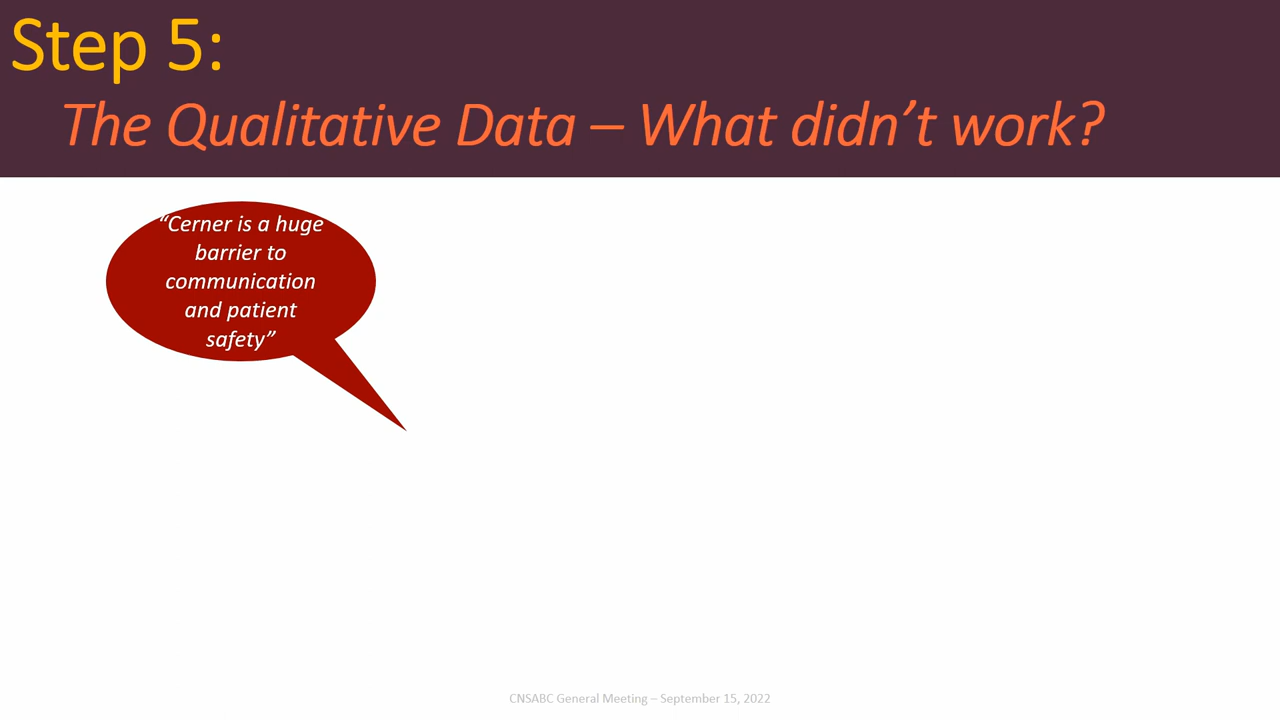 Step 5:
The Qualitative Data – What didn’t work?
“Cerner is a huge
barrier to
communication
and patient
safety”
CNSABC General Meeting – September 15, 2022